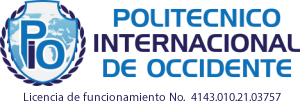 PIO
POLITECNICO
INTERNACIONAL
DE OCCIDENTE
Licencia de funcionamiento No. 4143.010.21.03757